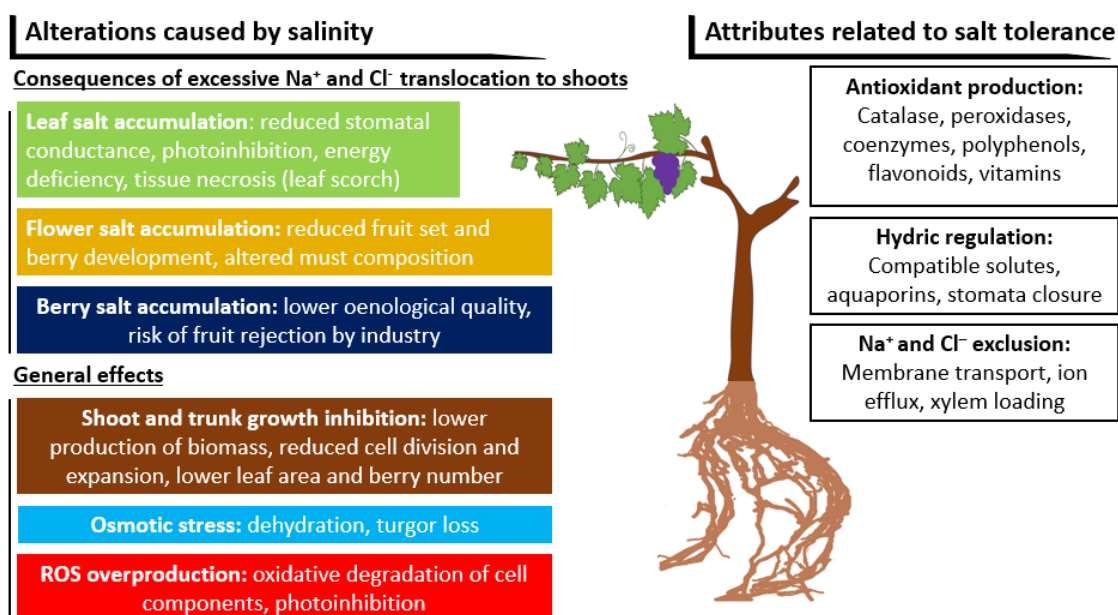 Alterations caused by salinity
Consequences of excessive Na⁺ and Cl⁻ translocation to shoots
Leaf salt accumulation: reduced stomatal
conductance, photoinhibition, energy
deficiency, tissue necrosis (leaf scorch)
Flower salt accumulation: reduced fruit set and
berry development, altered must composition
Berry salt accumulation: lower oenological quality,
risk of fruit rejection by industry
General effects
Shoot and trunk growth inhibition: lower
production of biomass, reduced cell division and
expansion, lower leaf area and berry number
Osmotic stress: dehydration, turgor loss
ROS overproduction: oxidative degradation of cell
components, photoinhibition
Attributes related to salt tolerance
Antioxidant production:
Catalase, peroxidases,
coenzymes, polyphenols,
flavonoids, vitamins
Hydric regulation:
Compatible solutes,
aquaporins, stomata closure
Na⁺ and Cl⁻ exclusion:
Membrane transport, ion
efflux, xylem loading